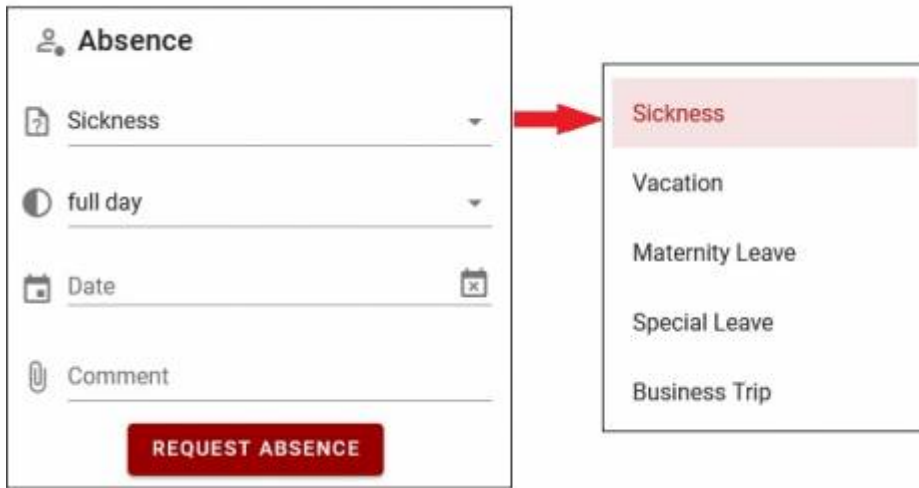 Absence
Sickness
full day
Date
Comment
REQUEST ABSENCE
Sickness
Vacation
Maternity Leave
Special Leave
Business Trip